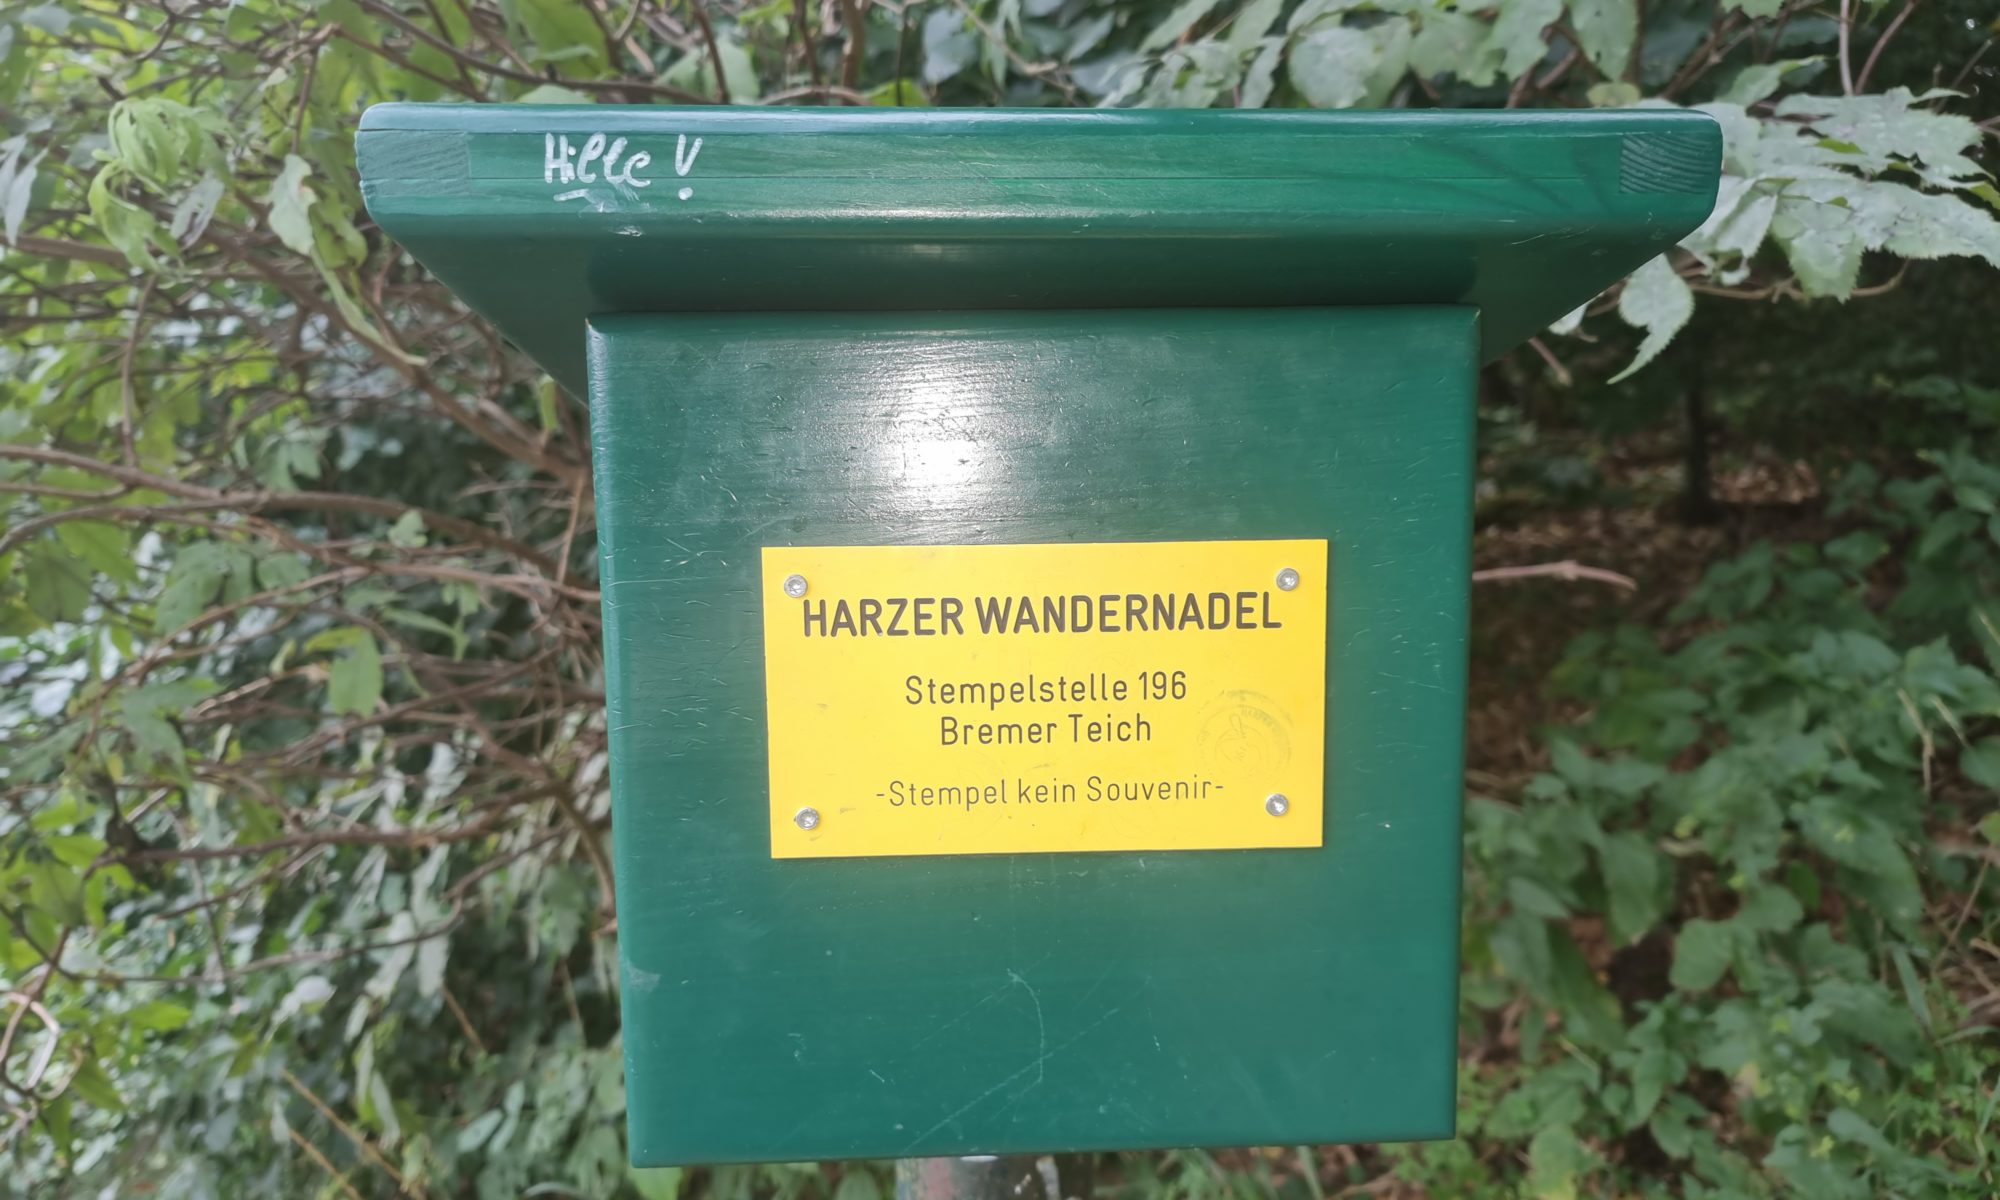 Hille!
HARZER WANDERNADEL
Stempelstelle 196
Bremer Teich
-Stempel kein Souvenir-